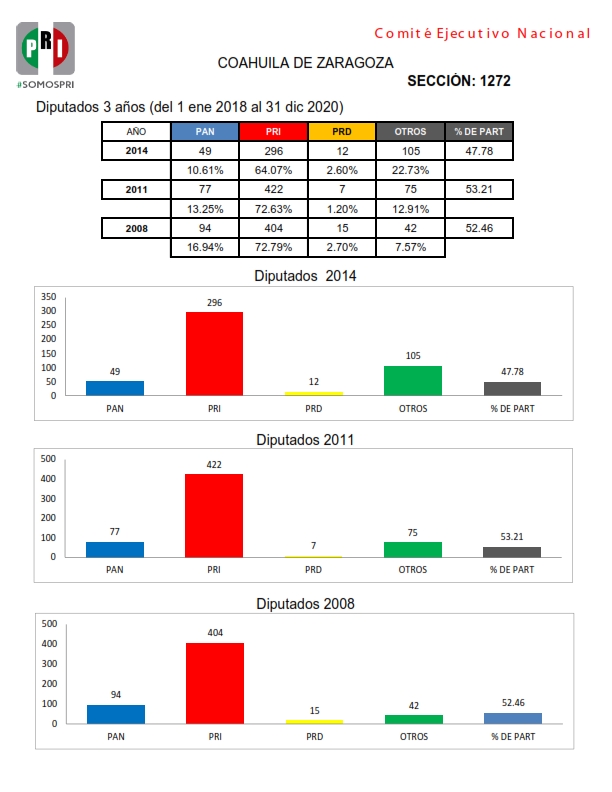 PRI
#SOMOSPRI
Comité Ejecutivo Nacional
COAHUILA DE ZARAGOZA
SECCIÓN: 1272
Diputados 3 años (del 1 ene 2018 al 31 dic 2020)
AÑO PAN PRI PRD OTROS % DE PART
2014 49 296 12 105 47.78
10.61% 64.07% 2.60% 22.73%
2011 77 422 7 75 53.21
13.25% 72.63% 1.20% 12.91%
2008 94 404 15 42 52.46
16.94% 72.79% 2.70% 7.57%
Diputados 2014
350
300
250
200
150
100
50
0
49 296 12 105 47.78
PAN PRI PRD OTROS % DE PART
Diputados 2011
500
400
300
200
100
0
77 422 7 75 53.21
PAN PRI PRD OTROS % DE PART
Diputados 2008
500
400
300
200
100
0
94 404 15 42 52.46
PAN PRI PRD OTROS % DE PART